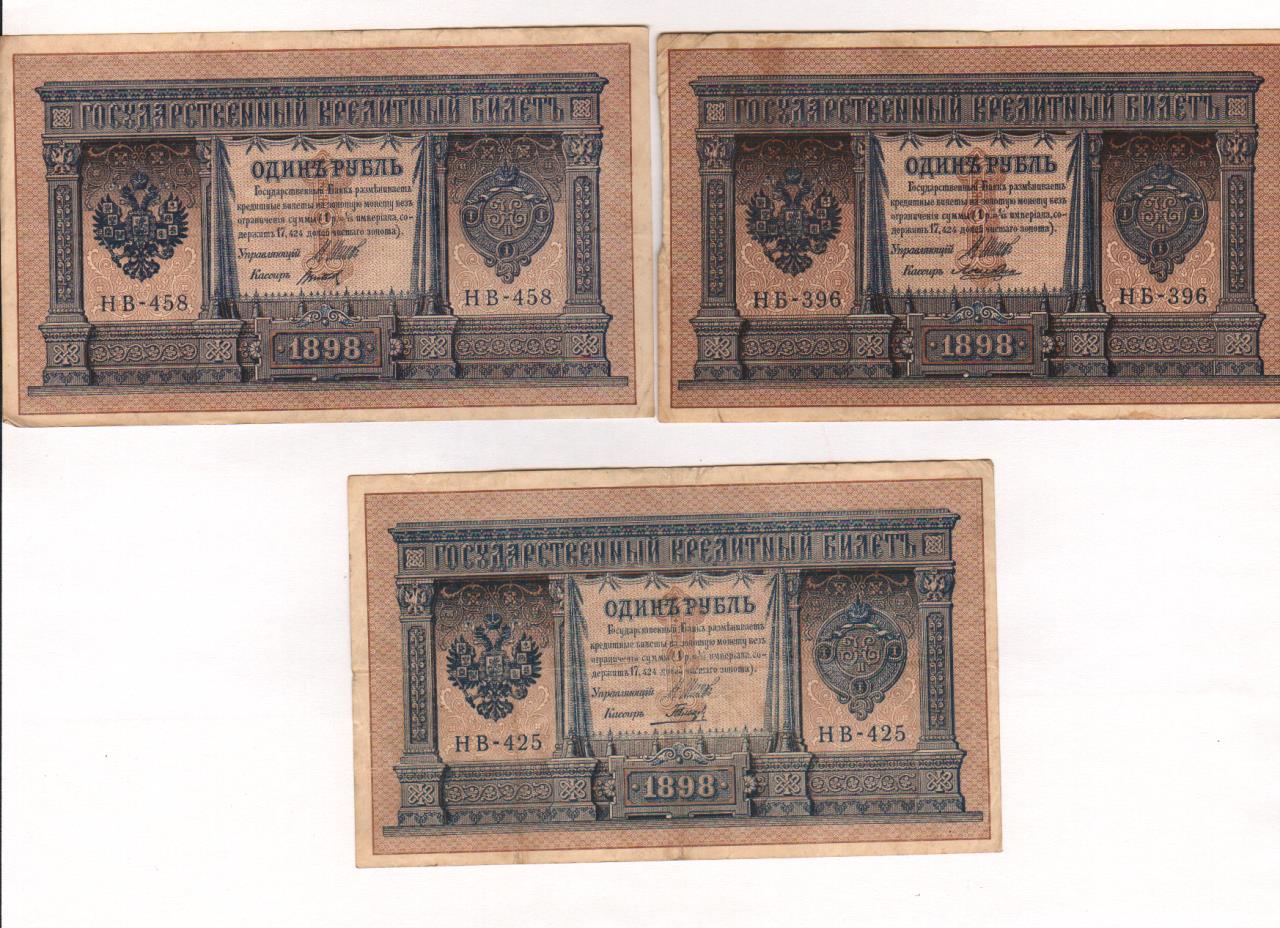 ГОСУДАРСТВЕННЫЙ КРЕДИТНЫЙ БИЛЕТЪ
ОДИНЪ РУБЛЬ
Государственный Банкъ размѣниваетъ
кредитные билеты на золотую монету безъ
ограниченія суммы (1 р. = 1/15 имперіала, со-
держитъ 17,424 долей чистаго золота).
Управляющій
Кассиръ
НВ-458
НВ-458
1898
ГОСУДАРСТВЕННЫЙ КРЕДИТНЫЙ БИЛЕТЪ
ОДИНЪ РУБЛЬ
Государственный Банкъ размѣниваетъ
кредитные билеты на золотую монету безъ
ограниченія суммы (1 р. = 1/15 имперіала, со-
держитъ 17,424 долей чистаго золота).
Управляющій
Кассиръ
НБ-396
НБ-396
1898
ГОСУДАРСТВЕННЫЙ КРЕДИТНЫЙ БИЛЕТЪ
ОДИНЪ РУБЛЬ
Государственный Банкъ размѣниваетъ
кредитные билеты на золотую монету безъ
ограниченія суммы (1 р. = 1/15 имперіала, со-
держитъ 17,424 долей чистаго золота).
Управляющій
Кассиръ
НВ-425
НВ-425
1898